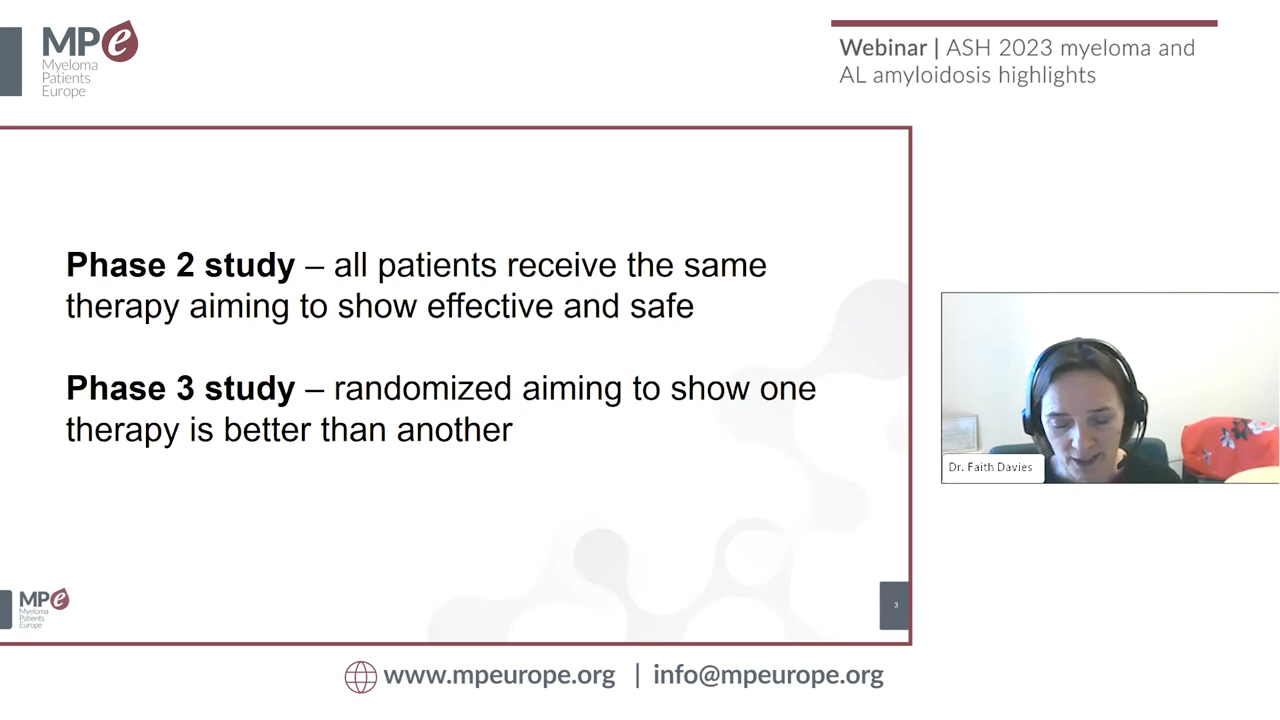 MPe
Myeloma
Patients
Europe
Webinar | ASH 2023 myeloma and
AL amyloidosis highlights
Phase 2 study – all patients receive the same
therapy aiming to show effective and safe
Phase 3 study – randomized aiming to show one
therapy is better than another
Dr. Faith Davies
MPe
Myeloma
Patients
Europe
3
www.mpeurope.org | info@mpeurope.org